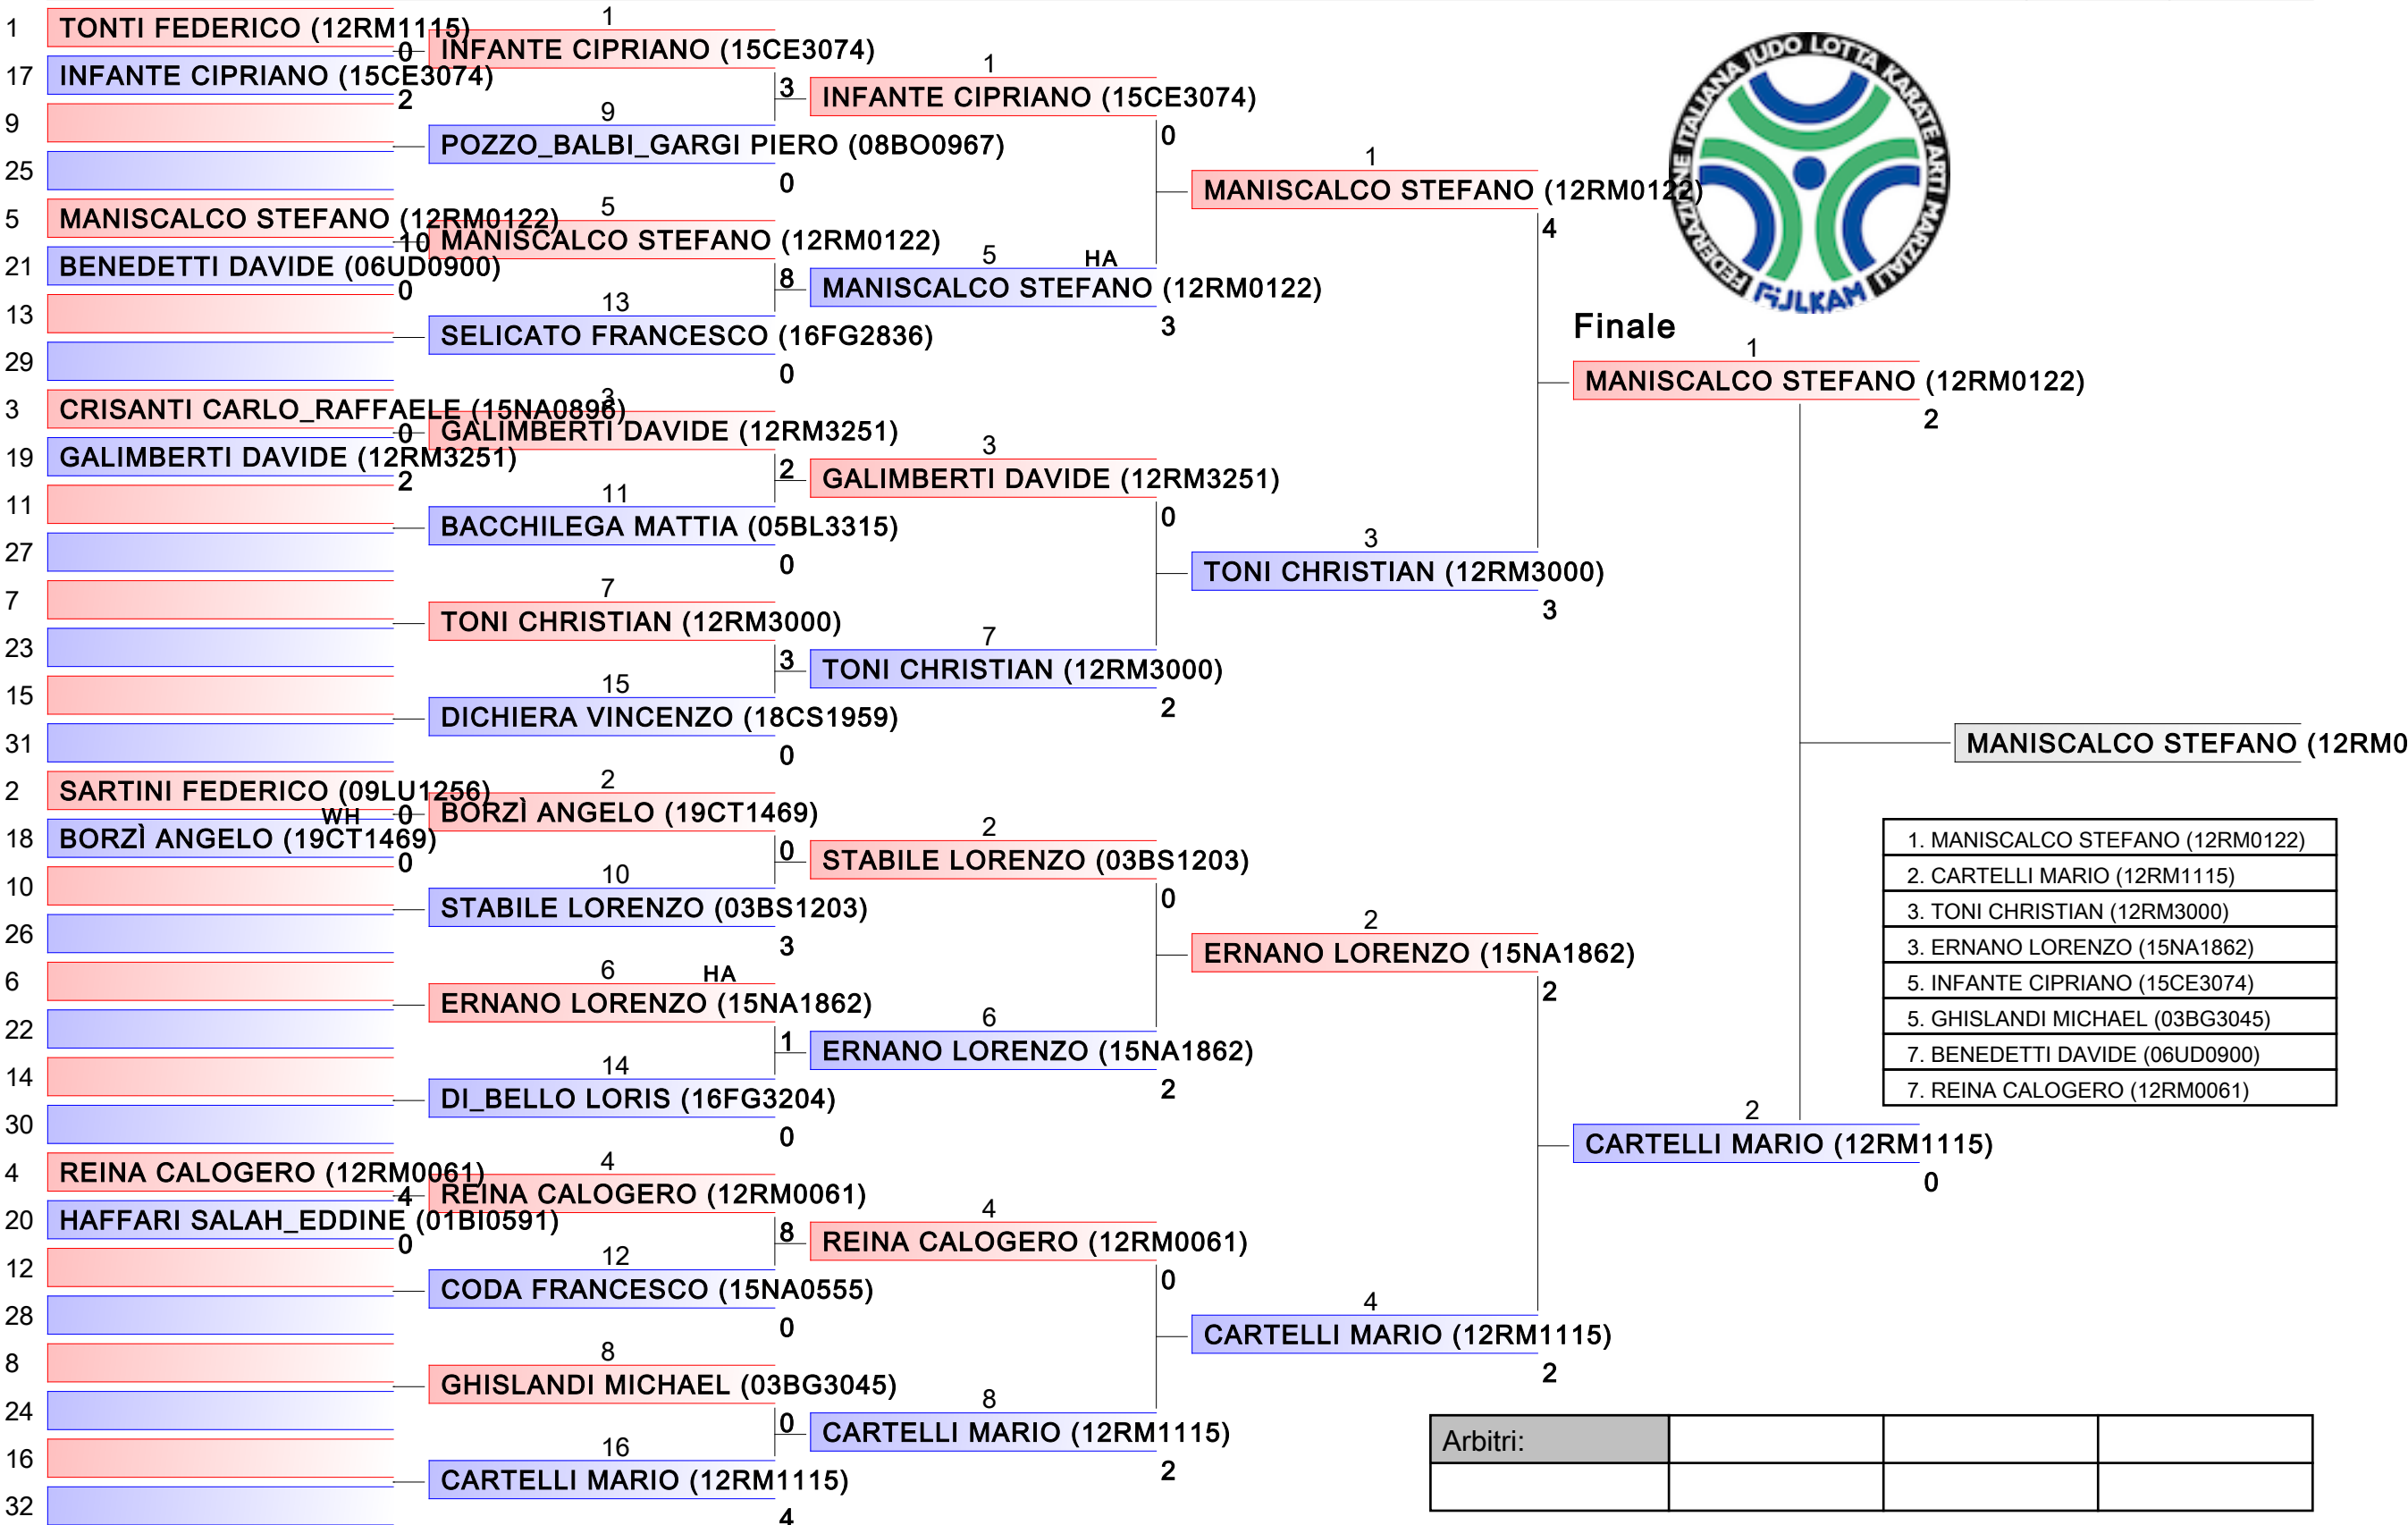 1 TONTI FEDERICO (12RM1115)
0
17 INFANTE CIPRIANO (15CE3074)
2
9
25
5 MANISCALCO STEFANO (12RM0122)
10
21 BENEDETTI DAVIDE (06UD0900)
0
13
29
3 CRISANTI CARLO_RAFFAELE (15NA0896)
0
19 GALIMBERTI DAVIDE (12RM3251)
2
11
27
7
23
15
31
2 SARTINI FEDERICO (09LU1256)
0
WH
18 BORZÌ ANGELO (19CT1469)
0
10
26
6
22
14
30
4 REINA CALOGERO (12RM0061)
4
20 HAFFARI SALAH_EDDINE (01BI0591)
0
12
28
8
24
16
32
1
INFANTE CIPRIANO (15CE3074)
3
9
POZZO_BALBI_GARGI PIERO (08BO0967)
0
5
MANISCALCO STEFANO (12RM0122)
8
13
SELICATO FRANCESCO (16FG2836)
0
3
GALIMBERTI DAVIDE (12RM3251)
2
11
BACCHILEGA MATTIA (05BL3315)
0
7
TONI CHRISTIAN (12RM3000)
3
15
DICHIERA VINCENZO (18CS1959)
0
2
BORZÌ ANGELO (19CT1469)
0
10
STABILE LORENZO (03BS1203)
3
6 HA
ERNANO LORENZO (15NA1862)
1
14
DI_BELLO LORIS (16FG3204)
0
4
REINA CALOGERO (12RM0061)
8
12
CODA FRANCESCO (15NA0555)
0
8
GHISLANDI MICHAEL (03BG3045)
0
16
CARTELLI MARIO (12RM1115)
4
1
INFANTE CIPRIANO (15CE3074)
0
5 HA
MANISCALCO STEFANO (12RM0122)
3
3
GALIMBERTI DAVIDE (12RM3251)
0
7
TONI CHRISTIAN (12RM3000)
2
2
STABILE LORENZO (03BS1203)
0
6
ERNANO LORENZO (15NA1862)
2
4
REINA CALOGERO (12RM0061)
0
8
CARTELLI MARIO (12RM1115)
2
1
MANISCALCO STEFANO (12RM0122)
4
3
TONI CHRISTIAN (12RM3000)
3
2
ERNANO LORENZO (15NA1862)
2
4
CARTELLI MARIO (12RM1115)
2
FEDERAZIONE ITALIANA JUDO LOTTA KARATE ARTI MARZIALI
FIJLKAM
Finale
1
MANISCALCO STEFANO (12RM0122)
2
2
CARTELLI MARIO (12RM1115)
0
MANISCALCO STEFANO (12RM0
1. MANISCALCO STEFANO (12RM0122)
2. CARTELLI MARIO (12RM1115)
3. TONI CHRISTIAN (12RM3000)
3. ERNANO LORENZO (15NA1862)
5. INFANTE CIPRIANO (15CE3074)
5. GHISLANDI MICHAEL (03BG3045)
7. BENEDETTI DAVIDE (06UD0900)
7. REINA CALOGERO (12RM0061)
Arbitri: